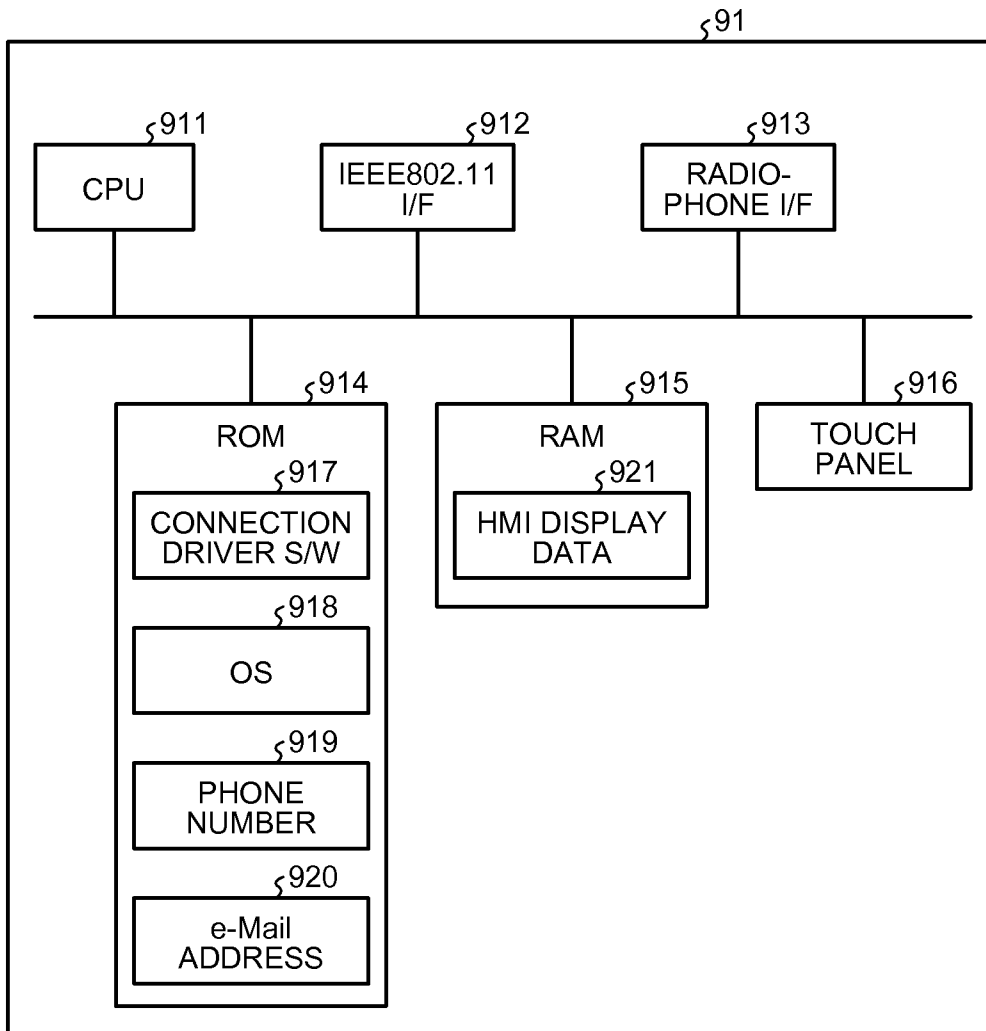 91
911
CPU
912
IEEE802.11
I/F
913
RADIO-
PHONE I/F
914
ROM
917
CONNECTION
DRIVER S/W
918
OS
919
PHONE
NUMBER
920
e-Mail
ADDRESS
915
RAM
921
HMI DISPLAY
DATA
916
TOUCH
PANEL